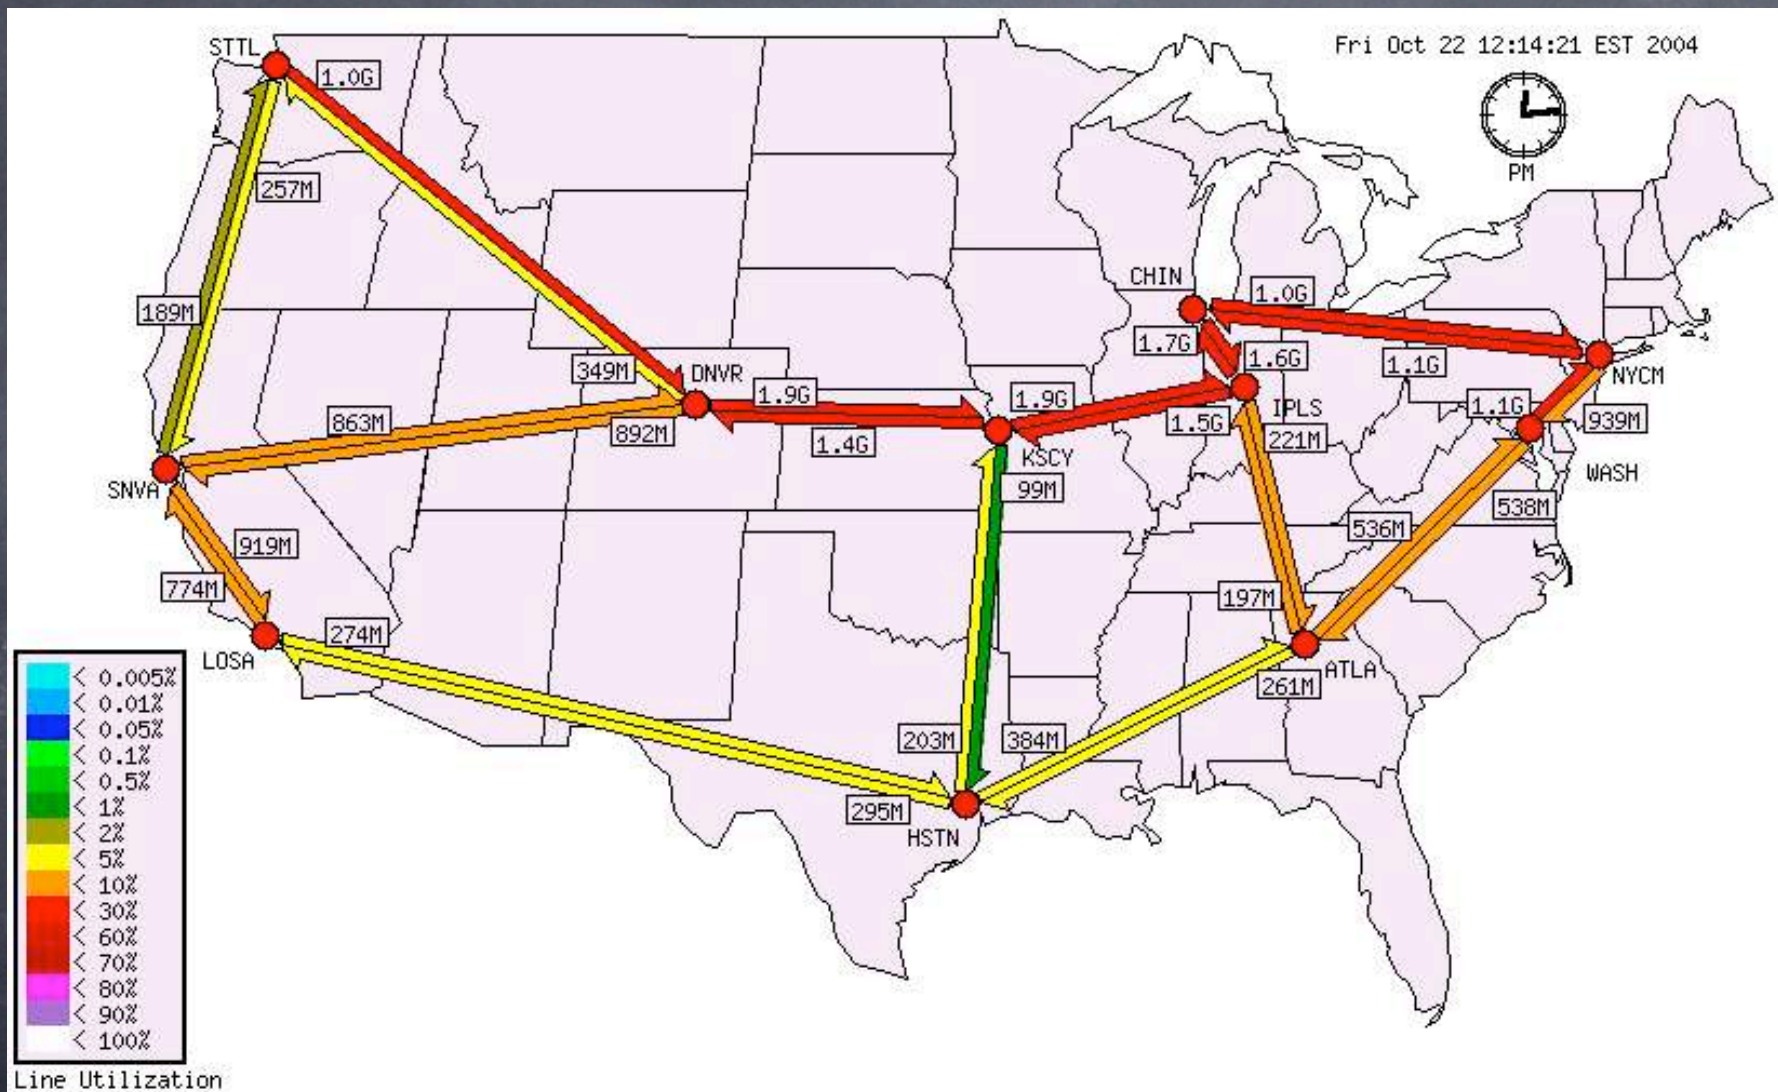 Fri Oct 22 12:14:21 EST 2004
PM
STTL
1.0G
257M
189M
349M
DNVR
863M
892M
1.9G
1.4G
SNVA
919M
774M
LOSA
274M
295M
HSTN
203M
384M
99M
KSCY
1.9G
1.5G
CHIN
1.7G
1.6G
1.0G
1.1G
NYCM
IPLS
221M
1.1G
939M
WASH
538M
536M
197M
ATLA
261M
< 0.005%
< 0.01%
< 0.05%
< 0.1%
< 0.5%
< 1%
< 2%
< 5%
< 10%
< 30%
< 60%
< 70%
< 80%
< 90%
< 100%
Line Utilization